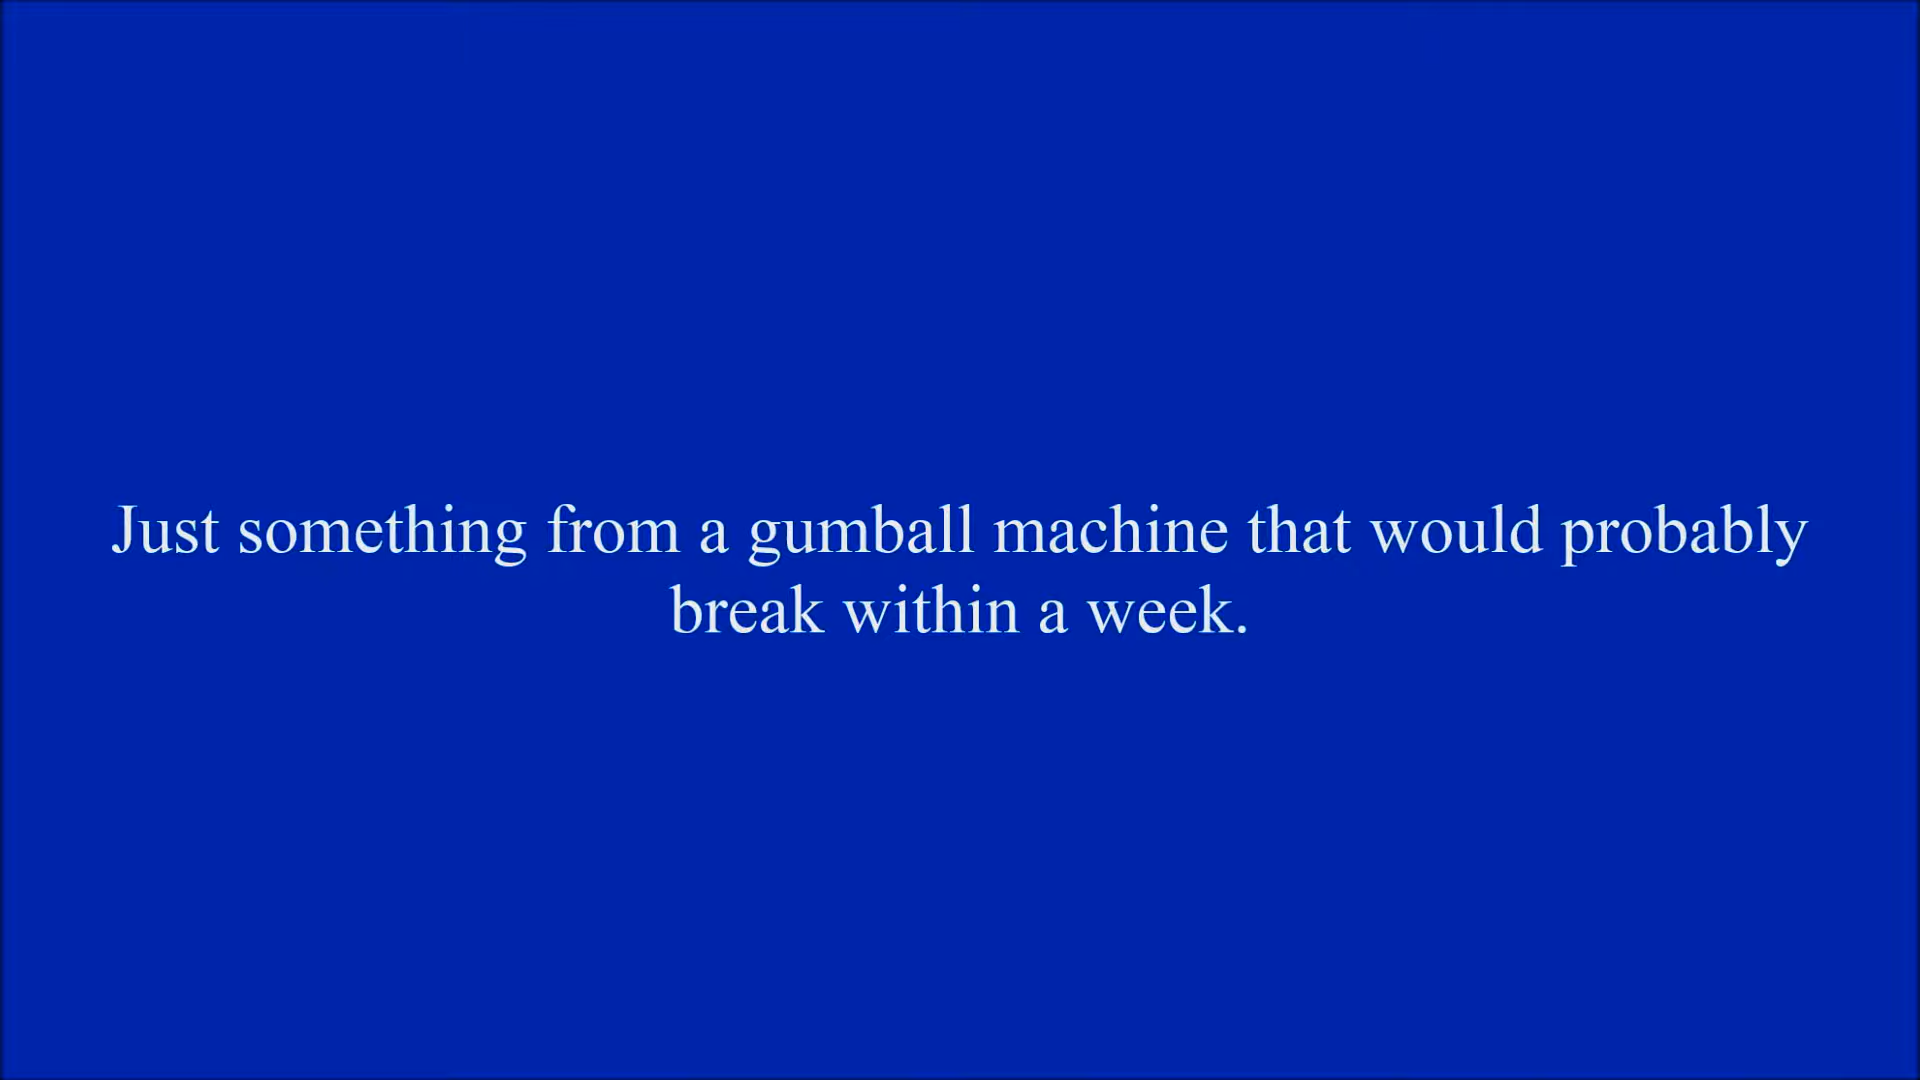 Just something from a gumball machine that would probably
break within a week.